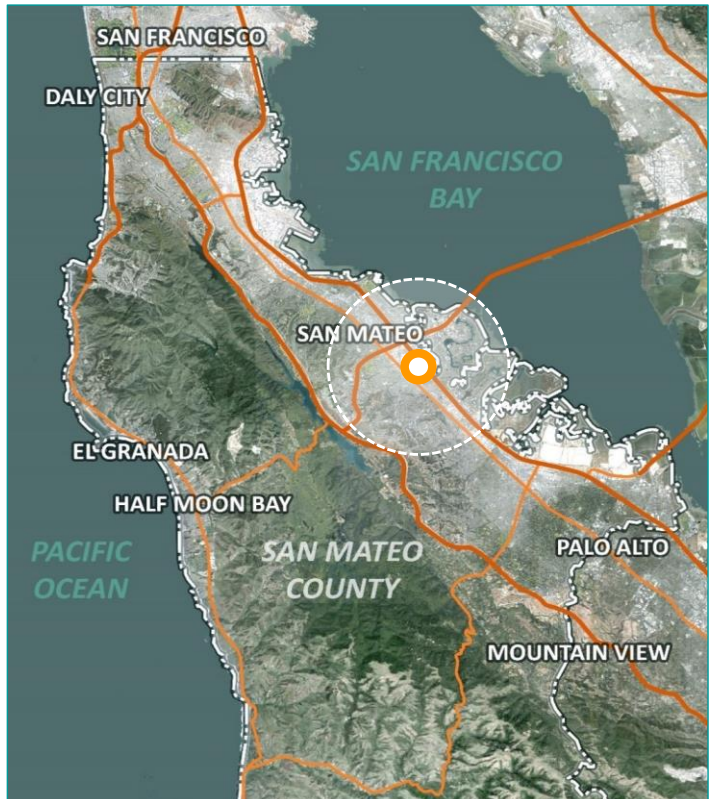 SAN FRANCISCO
DALY CITY
SAN FRANCISCO
BAY
SAN MATEO
EL GRANADA
HALF MOON BAY
PACIFIC
OCEAN
SAN MATEO
COUNTY
PALO ALTO
MOUNTAIN VIEW